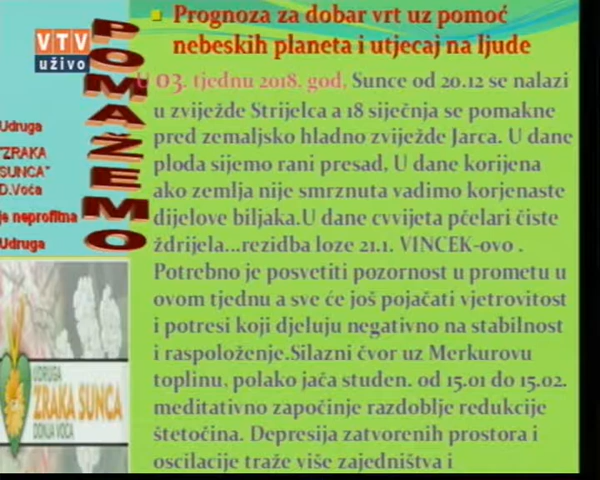 Prognoza za dobar vrt uz pomoć
nebeskih planeta i utjecaj na ljude
U 03. tjednu 2018. god, Sunce od 20.12 se nalazi
u zviježde Strijelca a 18 siječnja se pomakne
pred zemaljsko hladno zviježde Jarca. U dane
ploda sijemo rani presad, U dane korijena
ako zemlja nije smrznuta vadimo korjenaste
dijelove biljaka.U dane cvvijeta pčelari čiste
ždrijela...rezidba loze 21.1. VINCEK-ovo .
Potrebno je posvetiti pozornost u prometu u
ovom tjednu a sve će još pojačati vjetrovitost
i potresi koji djeluju negativno na stabilnost
i raspoloženje.Silazni čvor uz Merkurovu
toplinu, polako jača studen. od 15.01 do 15.02.
meditativno započinje razdoblje redukcije
štetočina. Depresija zatvorenih prostora i
oscilacije traže više zajedništva i
VTV
uživo
POMAŽEMO
Udruga
"ZRAKA
SUNCA"
D.Voća
je neprofitna
Udruga
UDRUGA
ZRAKA SUNCA
DONJA VOĆA